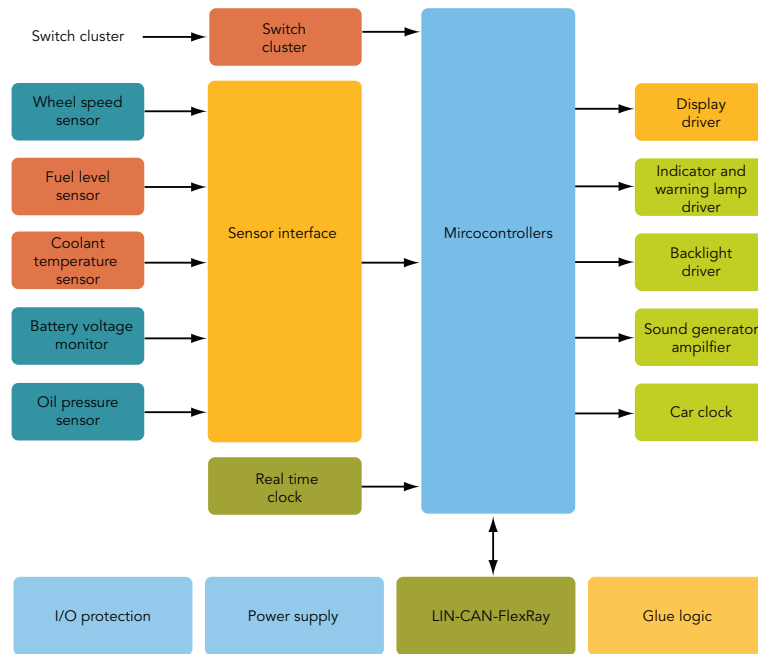 Switch cluster
Switch
cluster
Wheel speed
sensor
Fuel level
sensor
Coolant
temperature
sensor
Battery voltage
monitor
Oil pressure
sensor
Sensor interface
Real time
clock
Mircocontrollers
Display
driver
Indicator and
warning lamp
driver
Backlight
driver
Sound generator
ampilfier
Car clock
I/O protection
Power supply
LIN-CAN-FlexRay
Glue logic